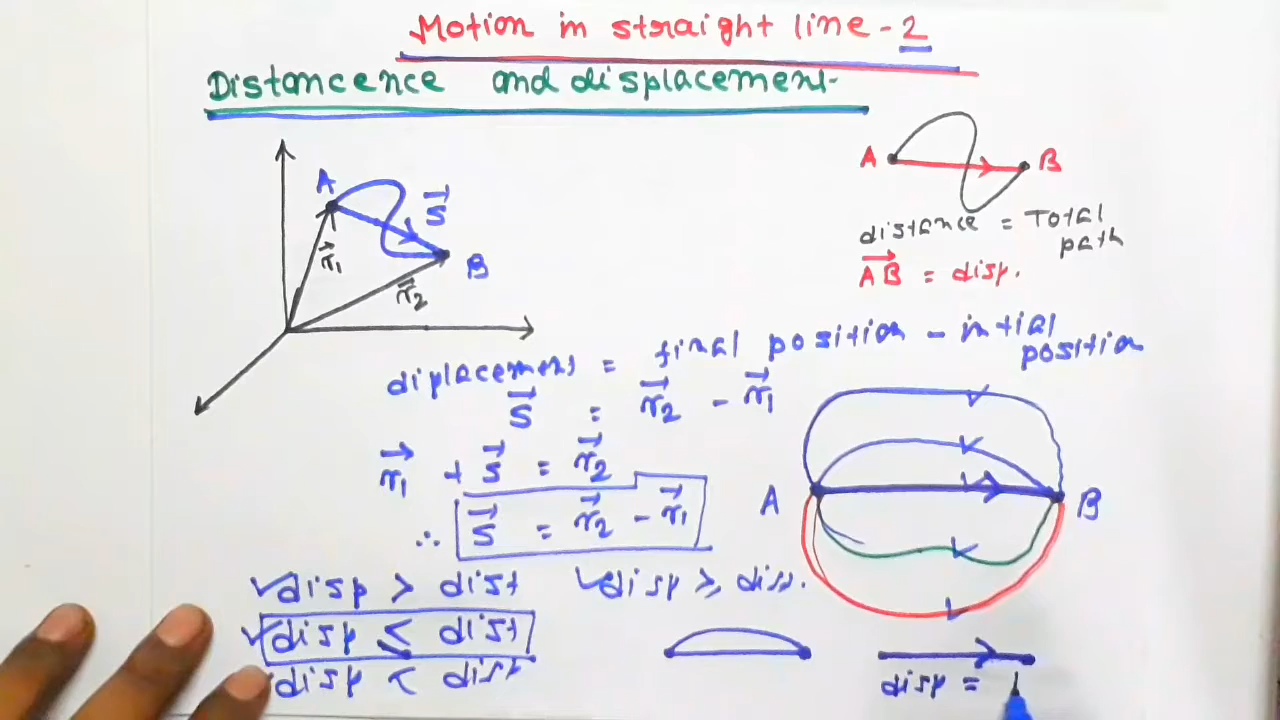 Motion in straight line - 2
Distancence and displacement-
A B
distance = Total path
AB = disp.
A S
r1 r2 B
diplacement = final position - intial position
S = r2 - r1
r1 + S = r2
∴ S = r2 - r1
A B
✓disp > dist ✓disp ≥ dist.
✓disp ≤ dist
disp < dist
disp =